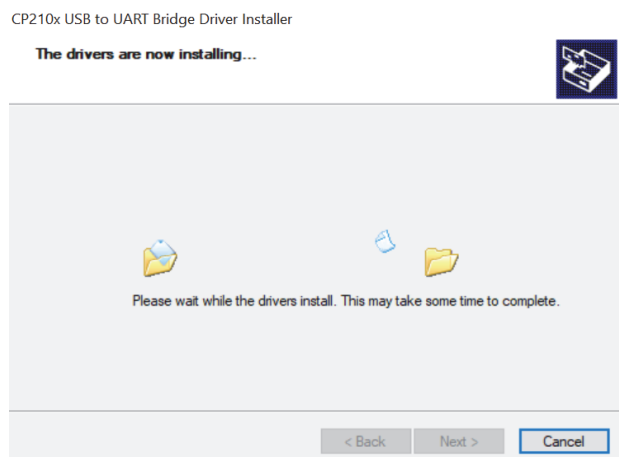 CP210x USB to UART Bridge Driver Installer
The drivers are now installing...
Please wait while the drivers install. This may take some time to complete.
< Back
Next >
Cancel